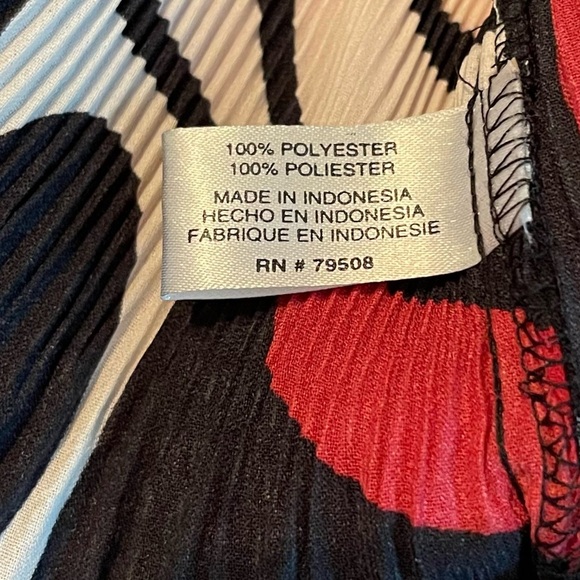 100% POLYESTER
100% POLIESTER
MADE IN INDONESIA
HECHO EN INDONESIA
FABRIQUE EN INDONESIE
RN # 79508